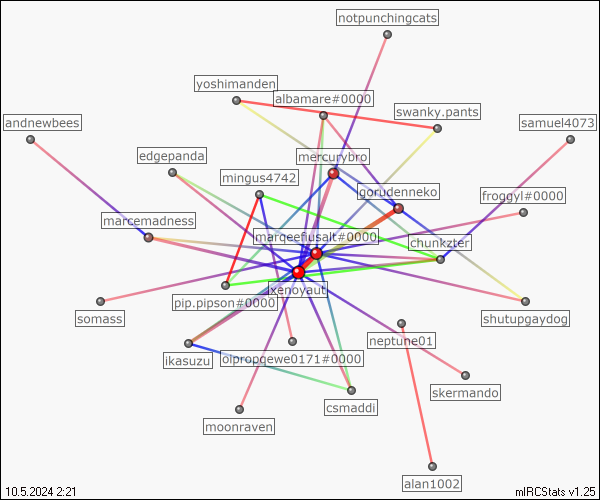 notpunchingcats
yoshimanden
albamare#0000
swanky.pants
andnewbees
samuel4073
edgepanda
mercurybro
mingus4742
gorudenneko
froggyl#0000
marcemadness
marqeefiusalt#0000
chunkzter
xenoyaut
somass
pip.pipson#0000
shutupgaydog
neptune01
ikasuzu
olpropqewe0171#0000
skermando
csmaddi
moonraven
alan1002
10.5.2024 2:21
mIRCStats v1.25